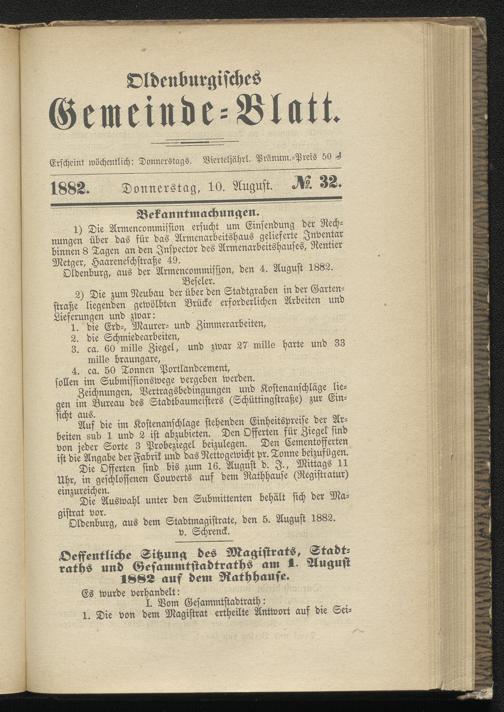 Oldenburgisches
Gemeinde-Blatt.
Erscheint wöchentlich: Donnerstags. Vierteljährl. Pränum.-Preis 50 ₰
1882. Donnerstag, 10. August. № 32.
Bekanntmachungen.
1) Die Armencommission ersucht um Einsendung der Rech-
nungen über das für das Armenarbeitshaus gelieferte Inventar
binnen 8 Tagen an den Inspector des Armenarbeitshauses, Rentier
Metger, Haareneschstraße 49.
Oldenburg, aus der Armencommission, den 4. August 1882.
Beseler.
2) Die zum Neubau der über den Stadtgraben in der Garten-
straße liegenden gewölbten Brücke erforderlichen Arbeiten und
Lieferungen und zwar:
1. die Erd-, Maurer- und Zimmerarbeiten,
2. die Schmiedearbeiten,
3. ca. 60 mille Ziegel, und zwar 27 mille harte und 33
mille braungare,
4. ca. 50 Tonnen Portlandcement,
sollen im Submissionswege vergeben werden.
Zeichnungen, Vertragsbedingungen und Kostenanschläge lie-
gen im Bureau des Stadtbaumeisters (Schüttingstraße) zur Ein-
sicht aus.
Auf die im Kostenanschlage stehenden Einheitspreise der Ar-
beiten sub 1 und 2 ist abzubieten. Den Offerten für Ziegel sind
von jeder Sorte 3 Probeziegel beizulegen. Den Cementofferten
ist die Angabe der Fabrik und das Nettogewicht pr. Tonne beizufügen.
Die Offerten sind bis zum 16. August d. J., Mittags 11
Uhr, in geschlossenen Couverts auf dem Rathhause (Registratur)
einzureichen.
Die Auswahl unter den Submittenten behält sich der Ma-
gistrat vor.
Oldenburg, aus dem Stadtmagistrate, den 5. August 1882.
v. Schrenck.
Oeffentliche Sitzung des Magistrats, Stadt-
raths und Gesammtstadtraths am 1. August
1882 auf dem Rathhause.
Es wurde verhandelt:
I. Vom Gesammtstadtrath:
1. Die von dem Magistrat ertheilte Antwort auf die Sei-